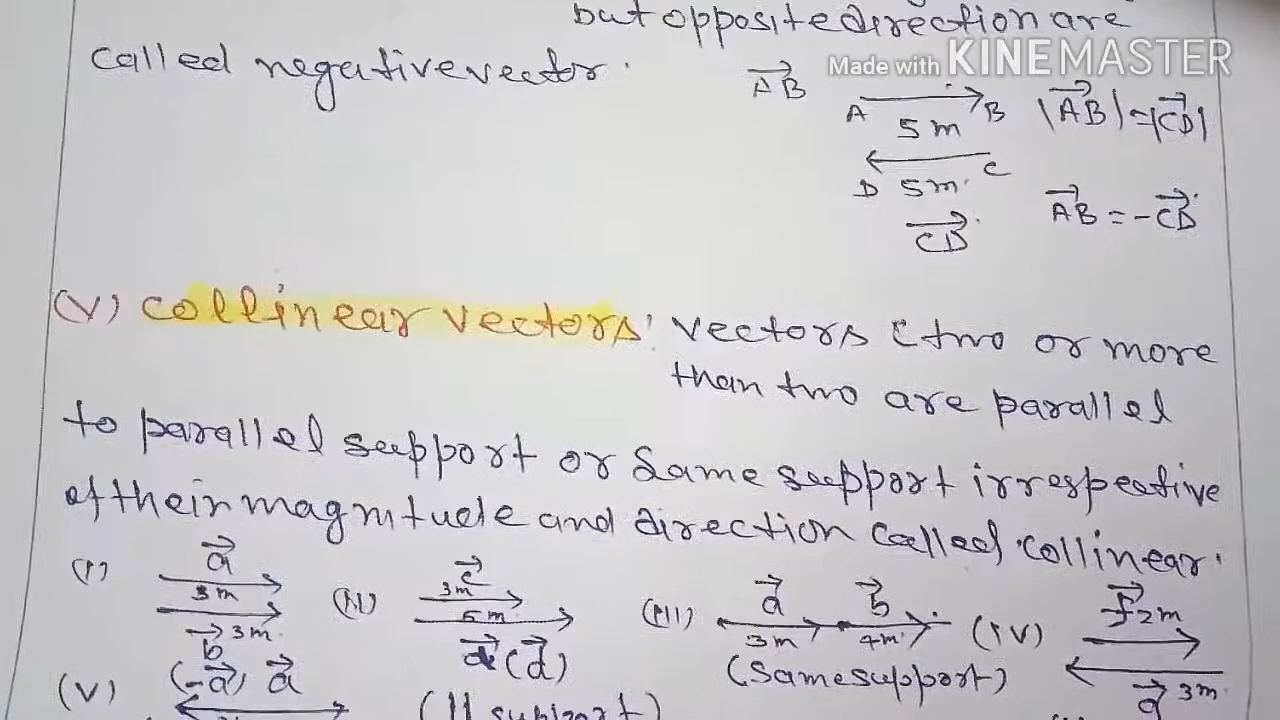 but opposite direction are
Made with KINEMASTER
called negative vector.
AB→
A B |AB→| = |CD→|
5m
D 5m. C
AB→ = -CD→
CD→
(V) collinear vectors: vectors (two or more
than two are parallel
to parallel support or same support irrespective
of their magnitude and direction called collinear.
(i) a→ 3m
b→ 3m.
(ii) c→ 3m
5m. (d→)
(iii) a→ b→
3m 4m
(same support)
(iv) f→ 2m
3m
(V) (-a→) a→
(|| support)